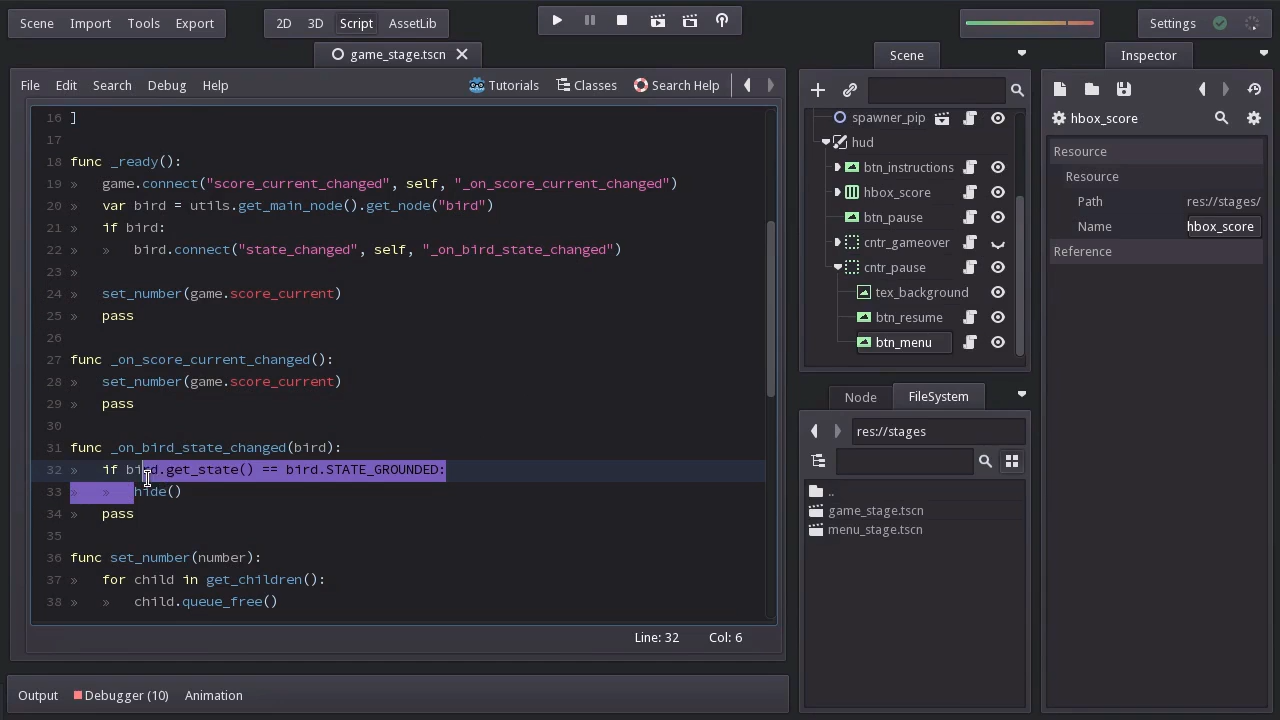 Scene Import Tools Export 2D 3D Script AssetLib Settings
game_stage.tscn Scene Inspector
File Edit Search Debug Help Tutorials Classes Search Help
16 ]
17
18 func _ready():
19 » game.connect("score_current_changed", self, "_on_score_current_changed")
20 » var bird = utils.get_main_node().get_node("bird")
21 » if bird:
22 » » bird.connect("state_changed", self, "_on_bird_state_changed")
23 »
24 » set_number(game.score_current)
25 » pass
26
27 func _on_score_current_changed():
28 » set_number(game.score_current)
29 » pass
30
31 func _on_bird_state_changed(bird):
32 » if bird.get_state() == bird.STATE_GROUNDED:
33 » » hide()
34 » pass
35
36 func set_number(number):
37 » for child in get_children():
38 » » child.queue_free()
Line: 32 Col: 6
Output Debugger (10) Animation
spawner_pip
hud
btn_instructions
hbox_score
btn_pause
cntr_gameover
cntr_pause
tex_background
btn_resume
btn_menu
Node FileSystem
res://stages
..
game_stage.tscn
menu_stage.tscn
hbox_score
Resource
Resource
Path res://stages/
Name hbox_score
Reference